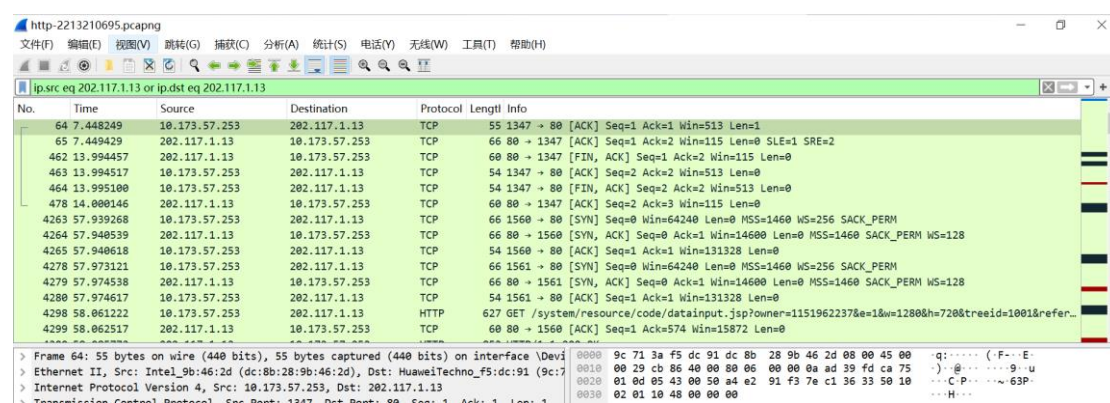 http-2213210695.pcapng
文件(F) 编辑(E) 视图(V) 跳转(G) 捕获(C) 分析(A) 统计(S) 电话(Y) 无线(W) 工具(T) 帮助(H)
ip.src eq 202.117.1.13 or ip.dst eq 202.117.1.13
No. Time Source Destination Protocol Lengtl Info
64 7.448249 10.173.57.253 202.117.1.13 TCP 55 1347 → 80 [ACK] Seq=1 Ack=1 Win=513 Len=1
65 7.449429 202.117.1.13 10.173.57.253 TCP 66 80 → 1347 [ACK] Seq=1 Ack=2 Win=115 Len=0 SLE=1 SRE=2
462 13.994457 202.117.1.13 10.173.57.253 TCP 60 80 → 1347 [FIN, ACK] Seq=1 Ack=2 Win=115 Len=0
463 13.994517 10.173.57.253 202.117.1.13 TCP 54 1347 → 80 [ACK] Seq=2 Ack=2 Win=513 Len=0
464 13.995100 10.173.57.253 202.117.1.13 TCP 54 1347 → 80 [FIN, ACK] Seq=2 Ack=2 Win=513 Len=0
478 14.000146 202.117.1.13 10.173.57.253 TCP 60 80 → 1347 [ACK] Seq=2 Ack=3 Win=115 Len=0
4263 57.939268 10.173.57.253 202.117.1.13 TCP 66 1560 → 80 [SYN] Seq=0 Win=64240 Len=0 MSS=1460 WS=256 SACK_PERM
4264 57.940539 202.117.1.13 10.173.57.253 TCP 66 80 → 1560 [SYN, ACK] Seq=0 Ack=1 Win=14600 Len=0 MSS=1460 SACK_PERM WS=128
4265 57.940618 10.173.57.253 202.117.1.13 TCP 54 1560 → 80 [ACK] Seq=1 Ack=1 Win=131328 Len=0
4278 57.973121 10.173.57.253 202.117.1.13 TCP 66 1561 → 80 [SYN] Seq=0 Win=64240 Len=0 MSS=1460 WS=256 SACK_PERM
4279 57.974538 202.117.1.13 10.173.57.253 TCP 66 80 → 1561 [SYN, ACK] Seq=0 Ack=1 Win=14600 Len=0 MSS=1460 SACK_PERM WS=128
4280 57.974617 10.173.57.253 202.117.1.13 TCP 54 1561 → 80 [ACK] Seq=1 Ack=1 Win=131328 Len=0
4298 58.061222 10.173.57.253 202.117.1.13 HTTP 627 GET /system/resource/code/datainput.jsp?owner=1151962237&e=1&w=1280&h=720&treeid=1001&refer…
4299 58.062517 202.117.1.13 10.173.57.253 TCP 60 80 → 1560 [ACK] Seq=1 Ack=574 Win=15872 Len=0
> Frame 64: 55 bytes on wire (440 bits), 55 bytes captured (440 bits) on interface \Devi
> Ethernet II, Src: Intel_9b:46:2d (dc:8b:28:9b:46:2d), Dst: HuaweiTechno_f5:dc:91 (9c:7
> Internet Protocol Version 4, Src: 10.173.57.253, Dst: 202.117.1.13
> Transmission Control Protocol, Src Port: 1347, Dst Port: 80, Seq: 1, Ack: 1, Len: 1
0000 9c 71 3a f5 dc 91 dc 8b 28 9b 46 2d 08 00 45 00 ·q:····· (·F-··E·
0010 00 29 cb 86 40 00 80 06 00 00 0a ad 39 fd ca 75 ·)··@··· ····9··u
0020 01 0d 05 43 00 50 a4 e2 91 f3 7e c1 36 33 50 10 ···C·P·· ··~·63P·
0030 02 01 10 48 00 00 00 ···H···